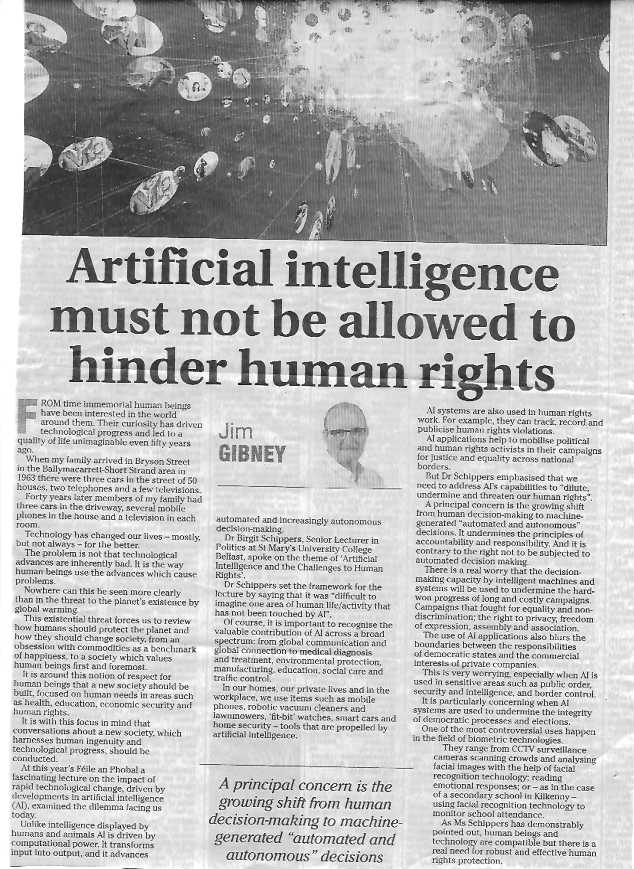 Artificial intelligence
must not be allowed to
hinder human rights
FROM time immemorial human beings
have been interested in the world
around them. Their curiosity has driven
technological progress and led to a
quality of life unimaginable even fifty years
ago.
When my family arrived in Bryson Street
in the Ballymacarrett-Short Strand area in
1963 there were three cars in the street of 50
houses, two telephones and a few televisions.
Forty years later members of my family had
three cars in the driveway, several mobile
phones in the house and a television in each
room.
Technology has changed our lives – mostly,
but not always – for the better.
The problem is not that technological
advances are inherently bad. It is the way
human beings use the advances which cause
problems.
Nowhere can this be seen more clearly
than in the threat to the planet's existence by
global warming.
This existential threat forces us to review
how humans should protect the planet and
how they should change society, from an
obsession with commodities as a benchmark
of happiness, to a society which values
human beings first and foremost.
It is around this notion of respect for
human beings that a new society should be
built, focused on human needs in areas such
as health, education, economic security and
human rights.
It is with this focus in mind that
conversations about a new society, which
harnesses human ingenuity and
technological progress, should be
conducted.
At this year's Féile an Phobal a
fascinating lecture on the impact of
rapid technological change, driven by
developments in artificial intelligence
(AI), examined the dilemma facing us
today.
Unlike intelligence displayed by
humans and animals AI is driven by
computational power. It transforms
input into output, and it advances
Jim
GIBNEY
automated and increasingly autonomous
decision-making.
Dr Birgit Schippers, Senior Lecturer in
Politics at St Mary's University College
Belfast, spoke on the theme of 'Artificial
Intelligence and the Challenges to Human
Rights'.
Dr Schippers set the framework for the
lecture by saying that it was "difficult to
imagine one area of human life/activity that
has not been touched by AI".
Of course, it is important to recognise the
valuable contribution of AI across a broad
spectrum: from global communication and
global connection to medical diagnosis
and treatment, environmental protection,
manufacturing, education, social care and
traffic control.
In our homes, our private lives and in the
workplace, we use items such as mobile
phones, robotic vacuum cleaners and
lawnmowers, 'fit-bit' watches, smart cars and
home security – tools that are propelled by
artificial intelligence.
A principal concern is the
growing shift from human
decision-making to machine-
generated "automated and
autonomous" decisions
AI systems are also used in human rights
work. For example, they can track, record and
publicise human rights violations.
AI applications help to mobilise political
and human rights activists in their campaigns
for justice and equality across national
borders.
But Dr Schippers emphasised that we
need to address AI's capabilities to "dilute,
undermine and threaten our human rights".
A principal concern is the growing shift
from human decision-making to machine-
generated "automated and autonomous"
decisions. It undermines the principles of
accountability and responsibility. And it is
contrary to the right not to be subjected to
automated decision making.
There is a real worry that the decision-
making capacity by intelligent machines and
systems will be used to undermine the hard-
won progress of long and costly campaigns.
Campaigns that fought for equality and non-
discrimination; the right to privacy, freedom
of expression, assembly and association.
The use of AI applications also blurs the
boundaries between the responsibilities
of democratic states and the commercial
interests of private companies.
This is very worrying, especially when AI is
used in sensitive areas such as public order,
security and intelligence, and border control.
It is particularly concerning when AI
systems are used to undermine the integrity
of democratic processes and elections.
One of the most controversial uses happen
in the field of biometric technologies.
They range from CCTV surveillance
cameras scanning crowds and analysing
facial images with the help of facial
recognition technology; reading
emotional responses; or – as in the case
of a secondary school in Kilkenny –
using facial recognition technology to
monitor school attendance.
As Ms Schippers has demonstrably
pointed out, human beings and
technology are compatible but there is a
real need for robust and effective human
rights protection.